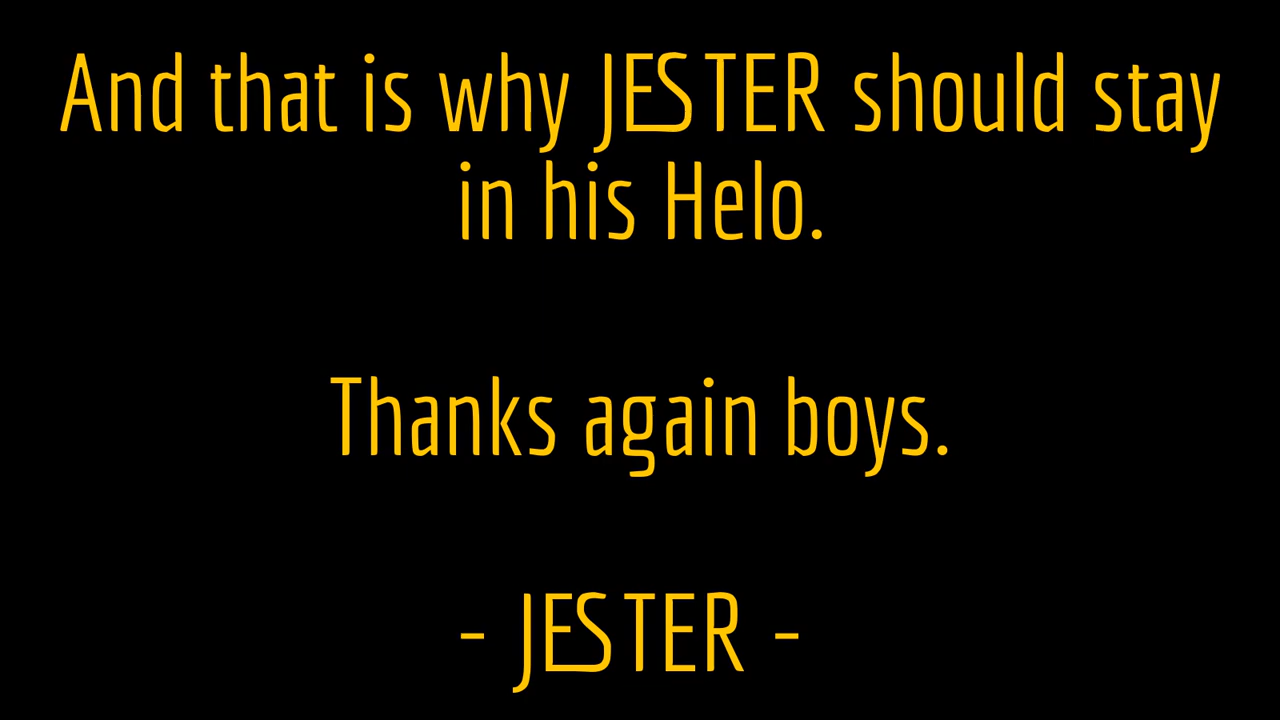 And that is why JESTER should stay
in his Helo.
Thanks again boys.
- JESTER -